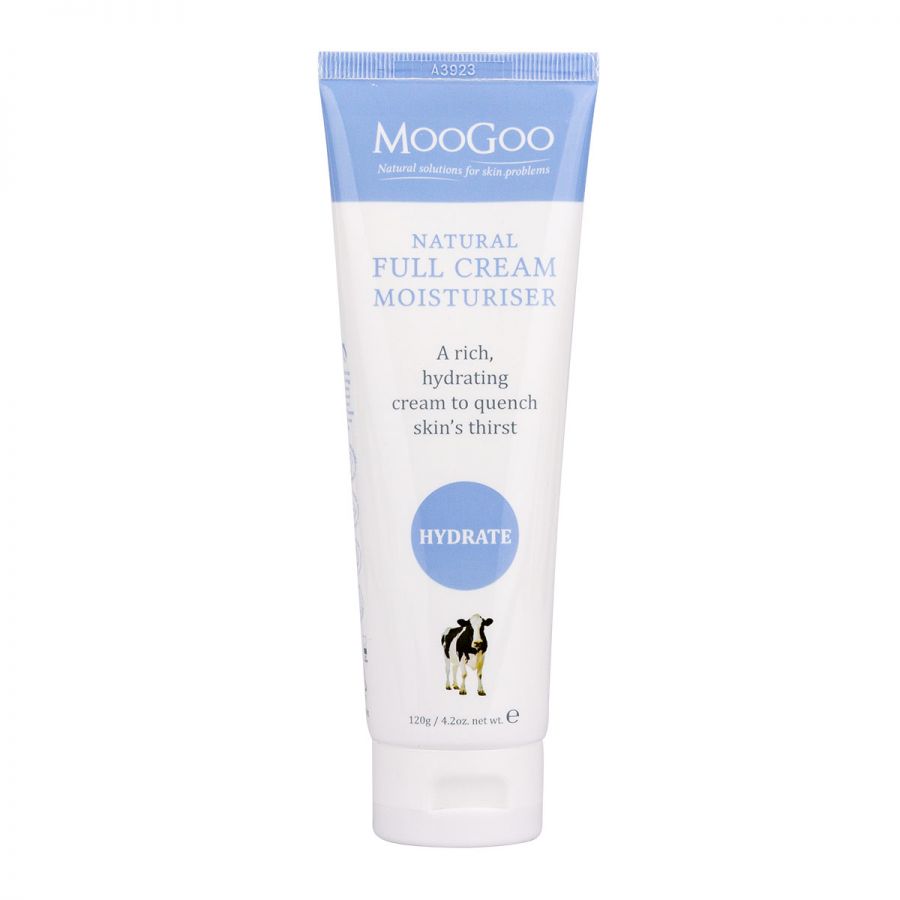 A3923
MOOGOO
Natural solutions for skin problems
NATURAL
FULL CREAM
MOISTURISER
A rich,
hydrating
cream to quench
skin's thirst
HYDRATE
120g / 4.2oz. net wt. ℮